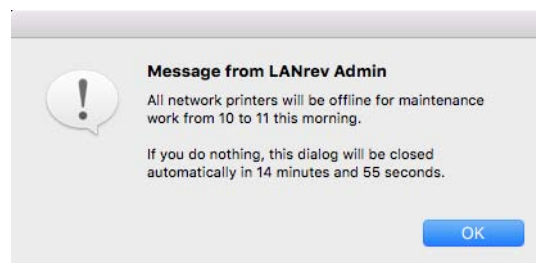 Message from LANrev Admin
All network printers will be offline for maintenance
work from 10 to 11 this morning.
If you do nothing, this dialog will be closed
automatically in 14 minutes and 55 seconds.
OK